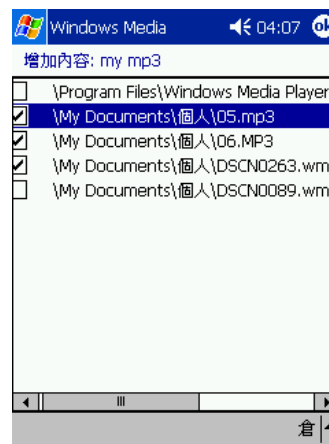 Windows Media 04:07 ok
增加內容: my mp3
\Program Files\Windows Media Player
\My Documents\個人\05.mp3
\My Documents\個人\06.MP3
\My Documents\個人\DSCN0263.wm
\My Documents\個人\DSCN0089.wm
倉